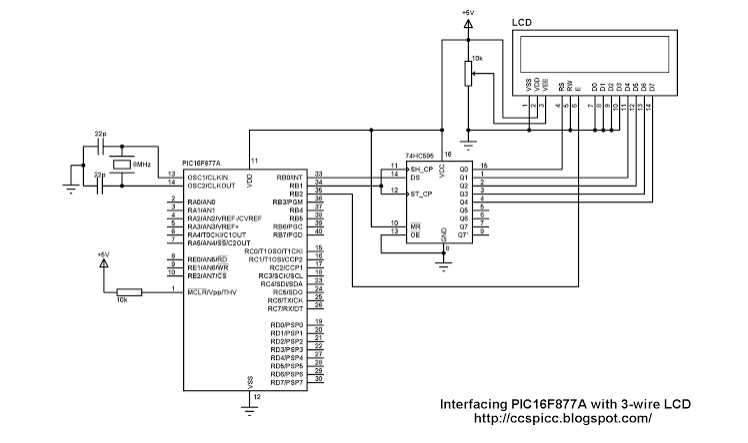 +5V
LCD
10k
VSS
VDD
VEE
RS
RW
E
D0
D1
D2
D3
D4
D5
D6
D7
1
2
3
4
5
6
7
8
9
10
11
12
13
14
22p
8MHz
22p
PIC16F877A
11
VDD
13 OSC1/CLKIN
14 OSC2/CLKOUT
2 RA0/AN0
3 RA1/AN1
4 RA2/AN2/VREF-/CVREF
5 RA3/AN3/VREF+
6 RA4/T0CKI/C1OUT
7 RA5/AN4/SS/C2OUT
8 RE0/AN5/RD
9 RE1/AN6/WR
10 RE2/AN7/CS
1 MCLR/Vpp/THV
+5V
10k
RB0/INT 33
RB1 34
RB2 35
RB3/PGM 36
RB4 37
RB5 38
RB6/PGC 39
RB7/PGD 40
RC0/T1OSO/T1CKI 15
RC1/T1OSI/CCP2 16
RC2/CCP1 17
RC3/SCK/SCL 18
RC4/SDI/SDA 23
RC5/SDO 24
RC6/TX/CK 25
RC7/RX/DT 26
RD0/PSP0 19
RD1/PSP1 20
RD2/PSP2 21
RD3/PSP3 22
RD4/PSP4 27
RD5/PSP5 28
RD6/PSP6 29
RD7/PSP7 30
VSS
12
74HC595
16
VCC
11 SH_CP
14 DS
12 ST_CP
10 MR
13 OE
GND
8
Q0 15
Q1 1
Q2 2
Q3 3
Q4 4
Q5 5
Q6 6
Q7 7
Q7' 9
Interfacing PIC16F877A with 3-wire LCD
http://ccspicc.blogspot.com/